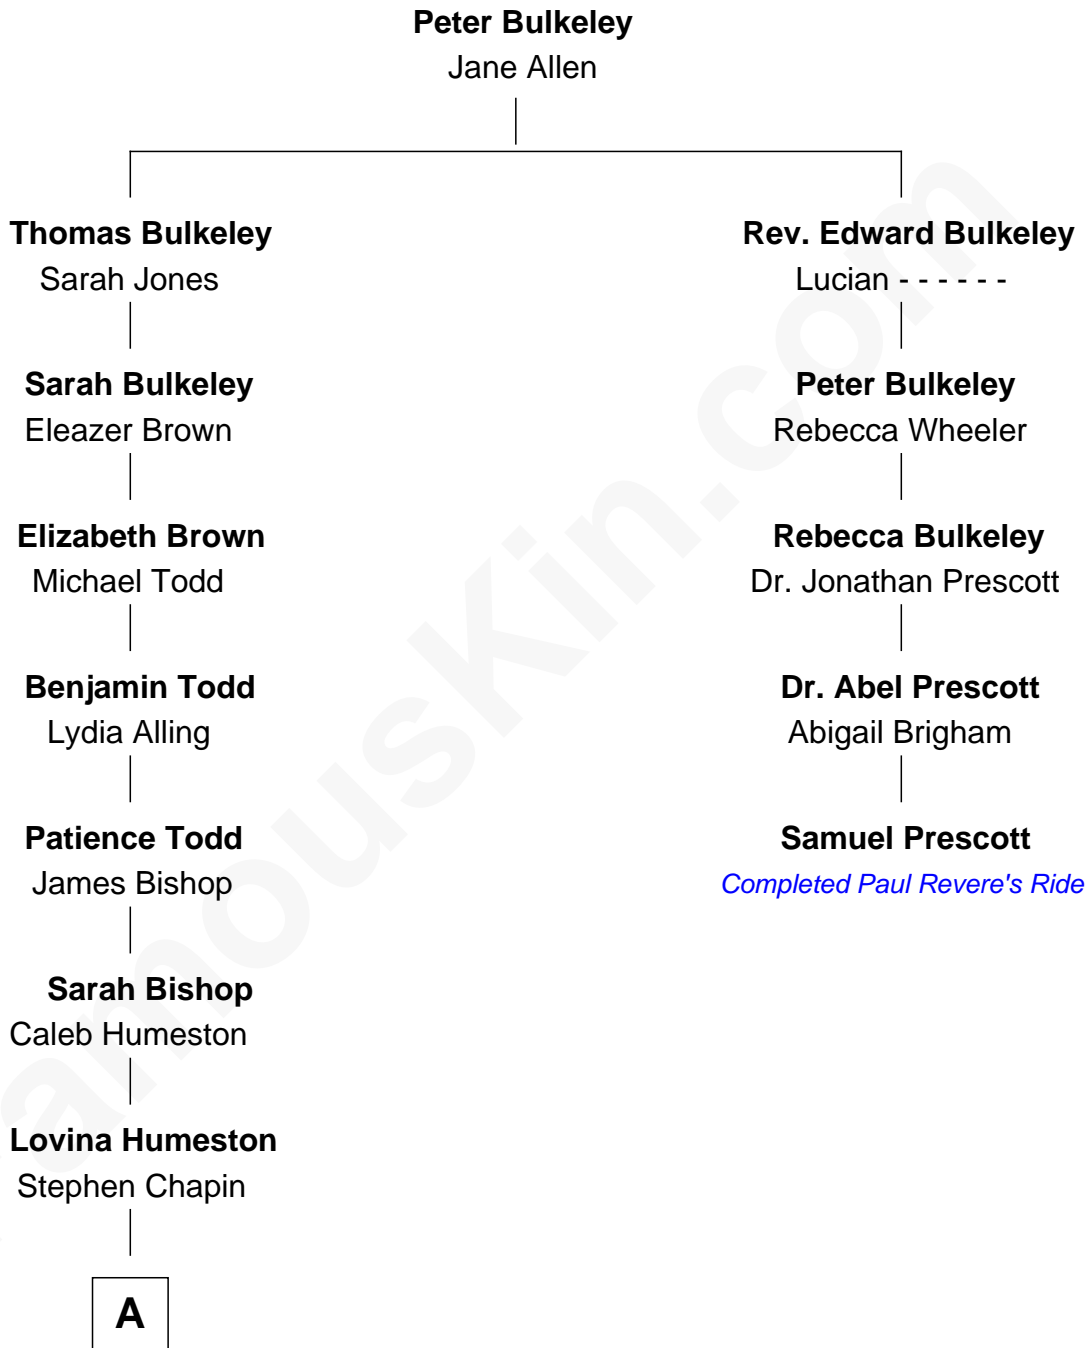 Peter Bulkeley
Jane Allen
Thomas Bulkeley
Sarah Jones
Rev. Edward Bulkeley
Lucian - - - - - -
Sarah Bulkeley
Eleazer Brown
Peter Bulkeley
Rebecca Wheeler
Elizabeth Brown
Michael Todd
Rebecca Bulkeley
Dr. Jonathan Prescott
Benjamin Todd
Lydia Alling
Dr. Abel Prescott
Abigail Brigham
Patience Todd
James Bishop
Samuel Prescott
Completed Paul Revere's Ride
Sarah Bishop
Caleb Humeston
Lovina Humeston
Stephen Chapin
A
amousKin.com